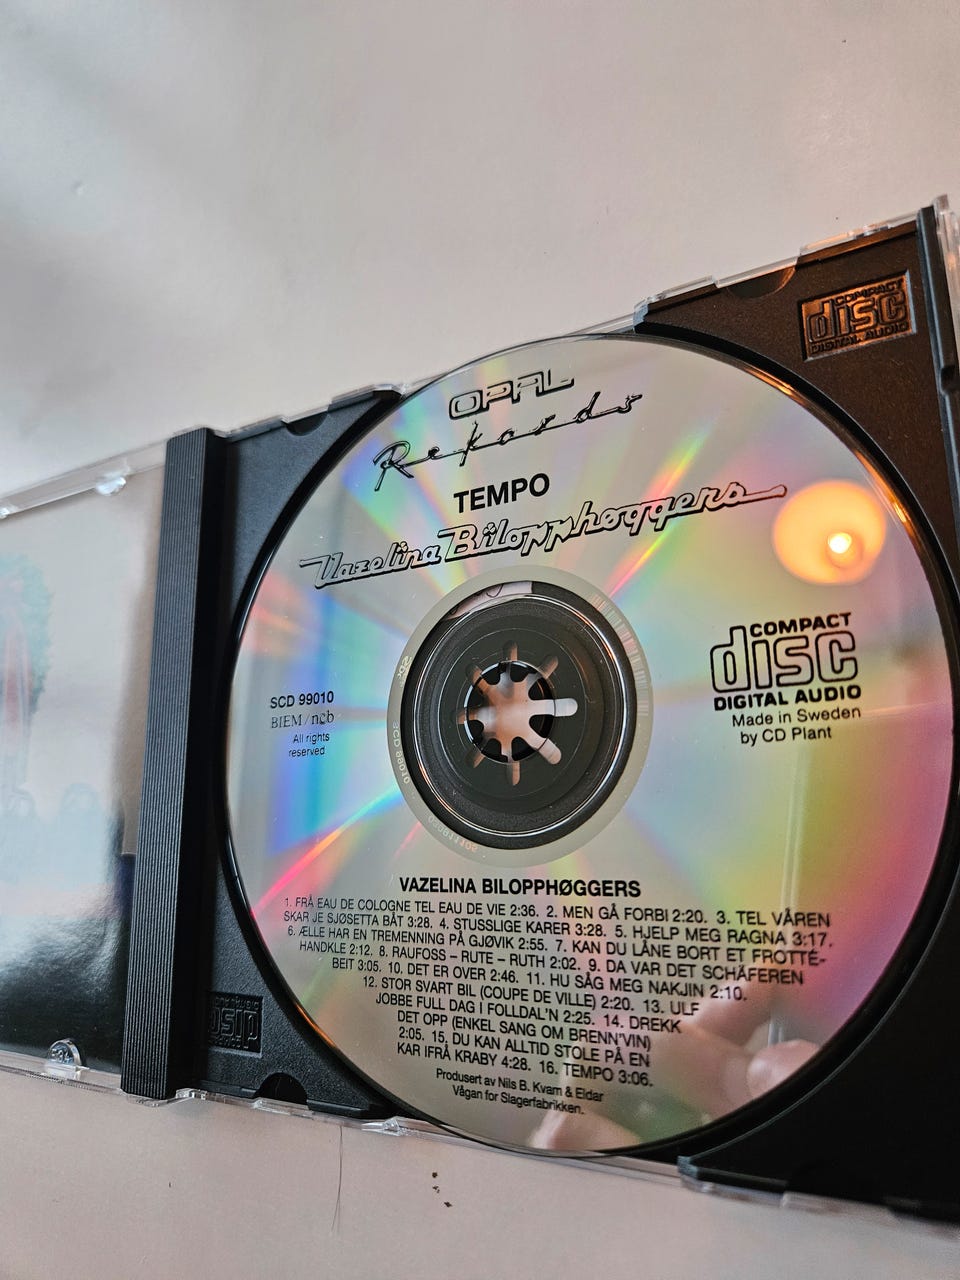 COMPACT
disc
DIGITAL AUDIO
OPAL
Rekords
TEMPO
Vazelina Bilopphøggers
SCD 99010
BIEM / ncb
All rights
reserved
COMPACT
disc
DIGITAL AUDIO
Made in Sweden
by CD Plant
VAZELINA BILOPPHØGGERS
1. FRÅ EAU DE COLOGNE TEL EAU DE VIE 2:36. 2. MEN GÅ FORBI 2:20. 3. TEL VÅREN
SKAR JE SJØSETTA BÅT 3:28. 4. STUSSLIGE KARER 3:28. 5. HJELP MEG RAGNA 3:17.
6. ÆLLE HAR EN TREMENNING PÅ GJØVIK 2:55. 7. KAN DU LÅNE BORT ET FROTTÉ-
HANDKLE 2:12. 8. RAUFOSS – RUTE – RUTH 2:02. 9. DA VAR DET SCHÄFEREN
BEIT 3:05. 10. DET ER OVER 2:46. 11. HU SÅG MEG NAKJIN 2:10.
12. STOR SVART BIL (COUPE DE VILLE) 2:20. 13. ULF
JOBBE FULL DAG I FOLLDAL'N 2:25. 14. DREKK
DET OPP (ENKEL SANG OM BRENN'VIN)
2:05. 15. DU KAN ALLTID STOLE PÅ EN
KAR IFRÅ KRABY 4:28. 16. TEMPO 3:06.
Produsert av Nils B. Kvam & Eldar
Vågan for Slagerfabrikken.
disc